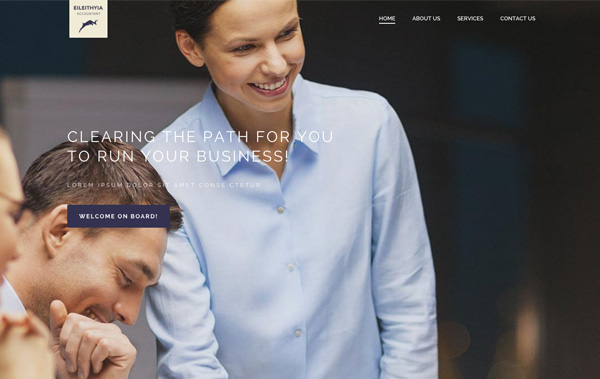 EILEITHYIA
ACCOUNTANT
HOME
ABOUT US
SERVICES
CONTACT US
CLEARING THE PATH FOR YOU
TO RUN YOUR BUSINESS!
LOREM IPSUM DOLOR SIT AMET CONSE CTETUR
WELCOME ON BOARD!